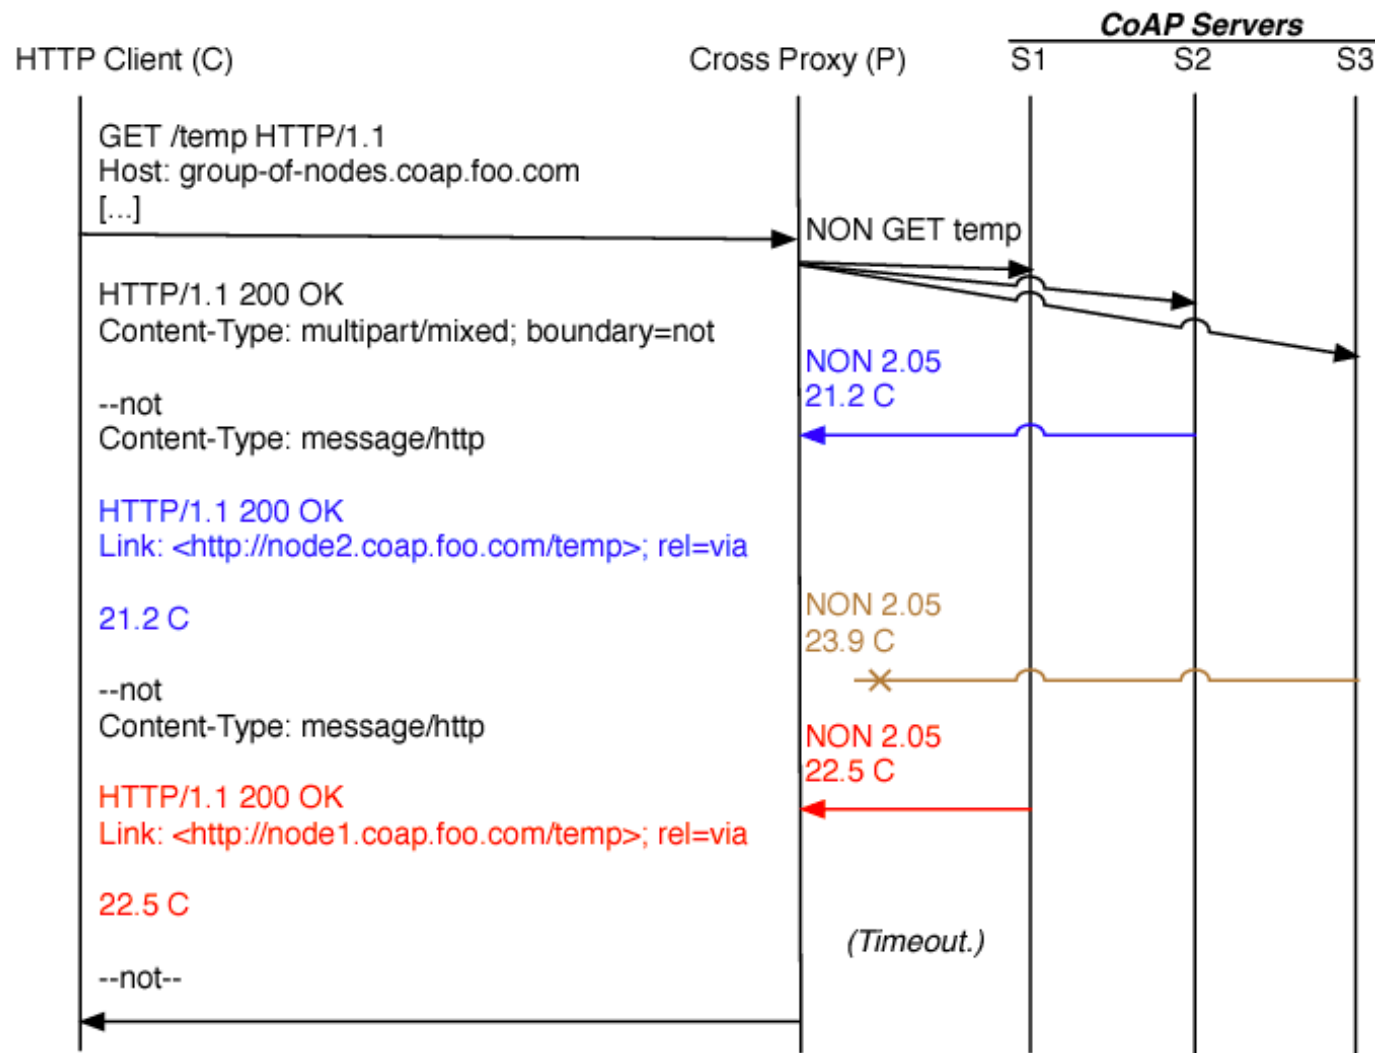 CoAP Servers
HTTP Client (C)
Cross Proxy (P)
S1
S2
S3
GET /temp HTTP/1.1
Host: group-of-nodes.coap.foo.com
[...]
NON GET temp
HTTP/1.1 200 OK
Content-Type: multipart/mixed; boundary=not
NON 2.05
21.2 C
--not
Content-Type: message/http
HTTP/1.1 200 OK
Link: <http://node2.coap.foo.com/temp>; rel=via
21.2 C
NON 2.05
23.9 C
--not
Content-Type: message/http
NON 2.05
22.5 C
HTTP/1.1 200 OK
Link: <http://node1.coap.foo.com/temp>; rel=via
22.5 C
(Timeout.)
--not--